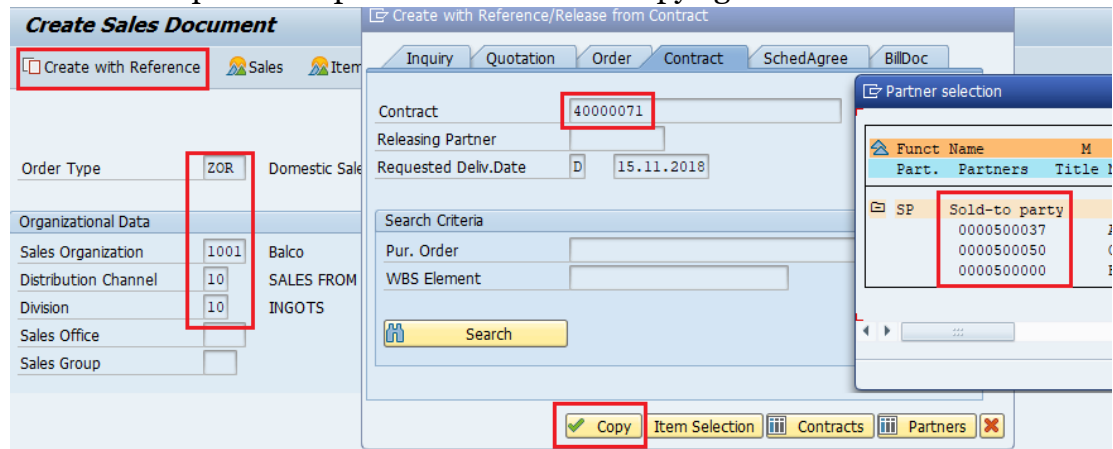 Create Sales Document
Create with Reference
Sales
Item
Order Type ZOR Domestic Sale
Organizational Data
Sales Organization 1001 Balco
Distribution Channel 10 SALES FROM
Division 10 INGOTS
Sales Office
Sales Group
Create with Reference/Release from Contract
Inquiry Quotation Order Contract SchedAgree BillDoc
Contract 40000071
Releasing Partner
Requested Deliv.Date D 15.11.2018
Search Criteria
Pur. Order
WBS Element
Search
Copy Item Selection Contracts Partners
Partner selection
Funct Name M
Part. Partners Title
SP Sold-to party
0000500037
0000500050
0000500000